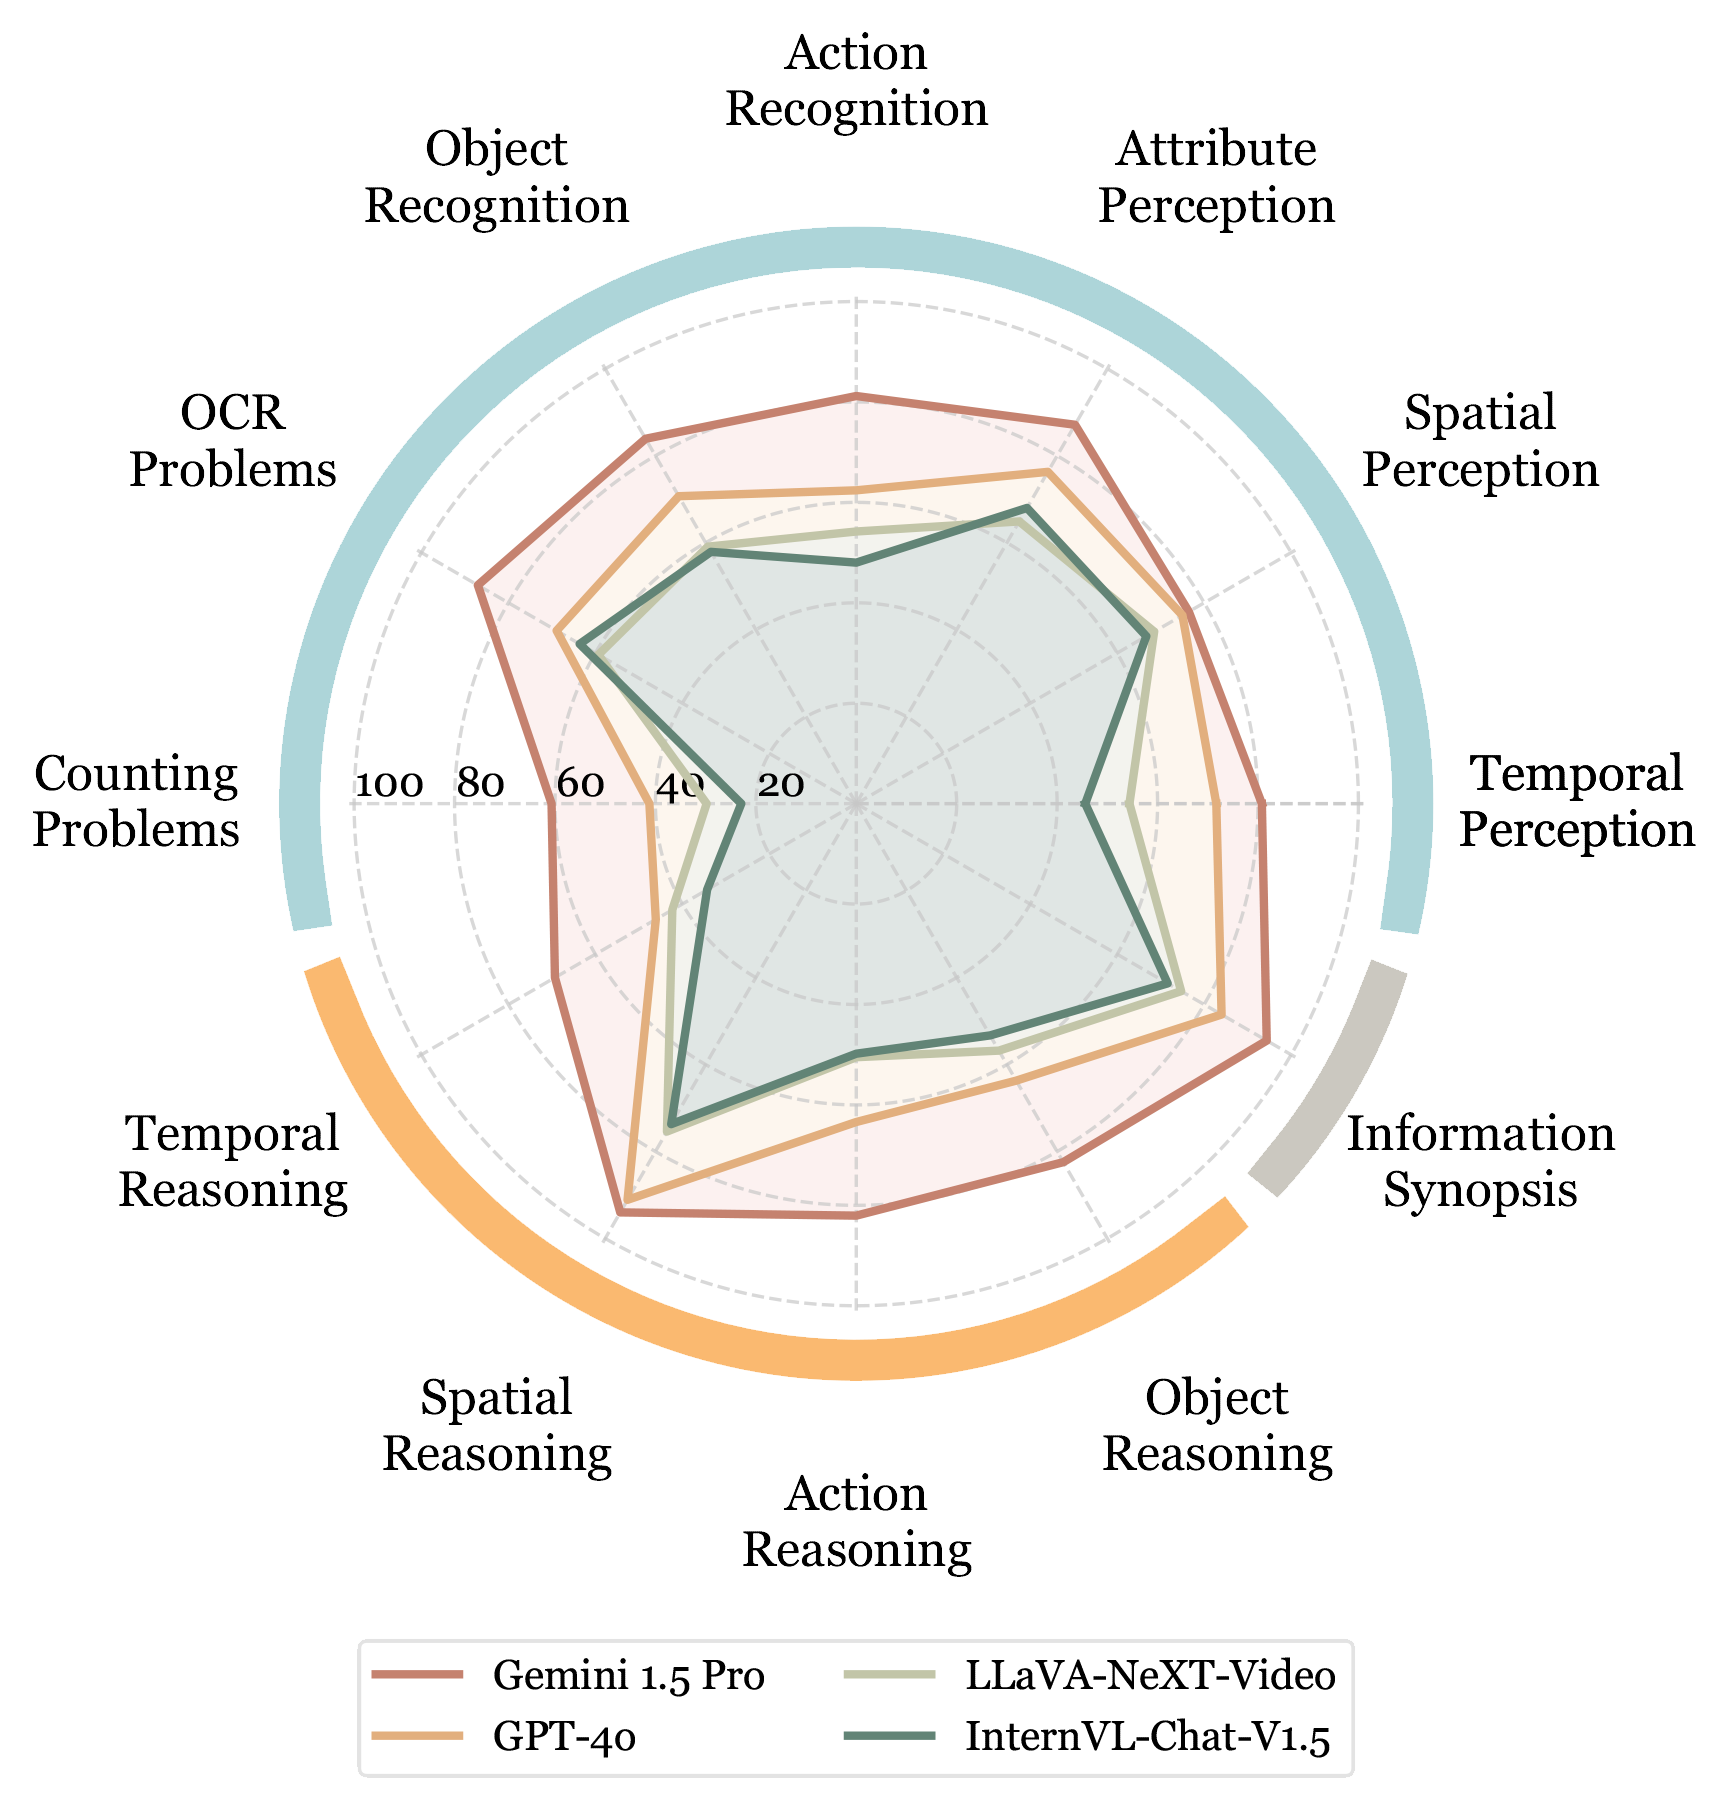 Action
Recognition
Object
Recognition
Attribute
Perception
OCR
Problems
Spatial
Perception
Counting
Problems
100 80 60 40 20
Temporal
Perception
Temporal
Reasoning
Information
Synopsis
Spatial
Reasoning
Object
Reasoning
Action
Reasoning
Gemini 1.5 Pro
GPT-4o
LLaVA-NeXT-Video
InternVL-Chat-V1.5